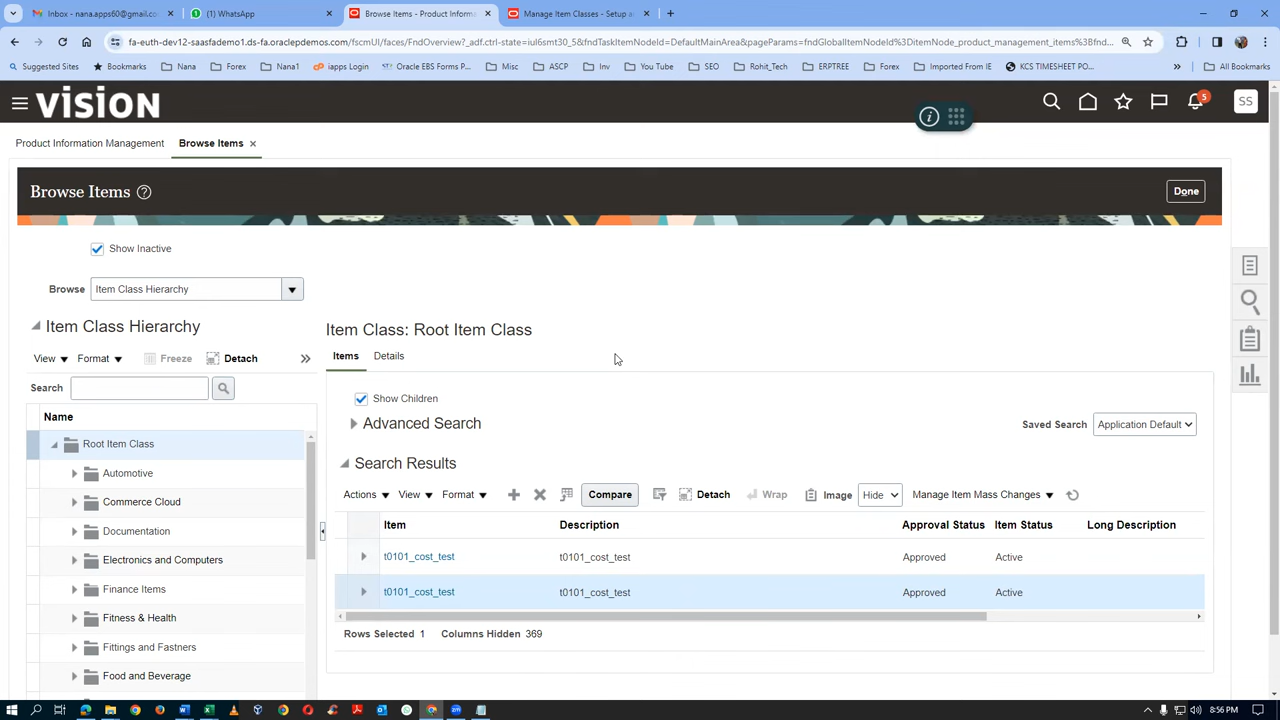 Inbox - nana.apps60@gmail.co
(1) WhatsApp
Browse Items - Product Informa
Manage Item Classes - Setup a
fa-euth-dev12-saasfademo1.ds-fa.oraclepdemos.com/fscmUI/faces/FndOverview?_adf.ctrl-state=iul6smt30_5&fndTaskItemNodeId=DefaultMainArea&pageParams=fndGlobalItemNodeId%3DitemNode_product_management_items%3Bfnd...
Suggested Sites
Bookmarks
Nana
Forex
Nana1
iapps Login
Oracle EBS Forms P...
Misc
ASCP
Inv
You Tube
SEO
Rohit_Tech
ERPTREE
Forex
Imported From IE
KCS TIMESHEET PO...
»
All Bookmarks
VISION
5
SS
Product Information Management
Browse Items
Browse Items
Done
Show Inactive
Browse
Item Class Hierarchy
Item Class Hierarchy
View
Format
Freeze
Detach
»
Search
Name
Root Item Class
Automotive
Commerce Cloud
Documentation
Electronics and Computers
Finance Items
Fitness & Health
Fittings and Fastners
Food and Beverage
Item Class: Root Item Class
Items
Details
Show Children
Advanced Search
Saved Search
Application Default
Search Results
Actions
View
Format
Compare
Detach
Wrap
Image
Hide
Manage Item Mass Changes
Item Description Approval Status Item Status Long Description
t0101_cost_test t0101_cost_test Approved Active
t0101_cost_test t0101_cost_test Approved Active
Rows Selected 1 Columns Hidden 369
8:56 PM